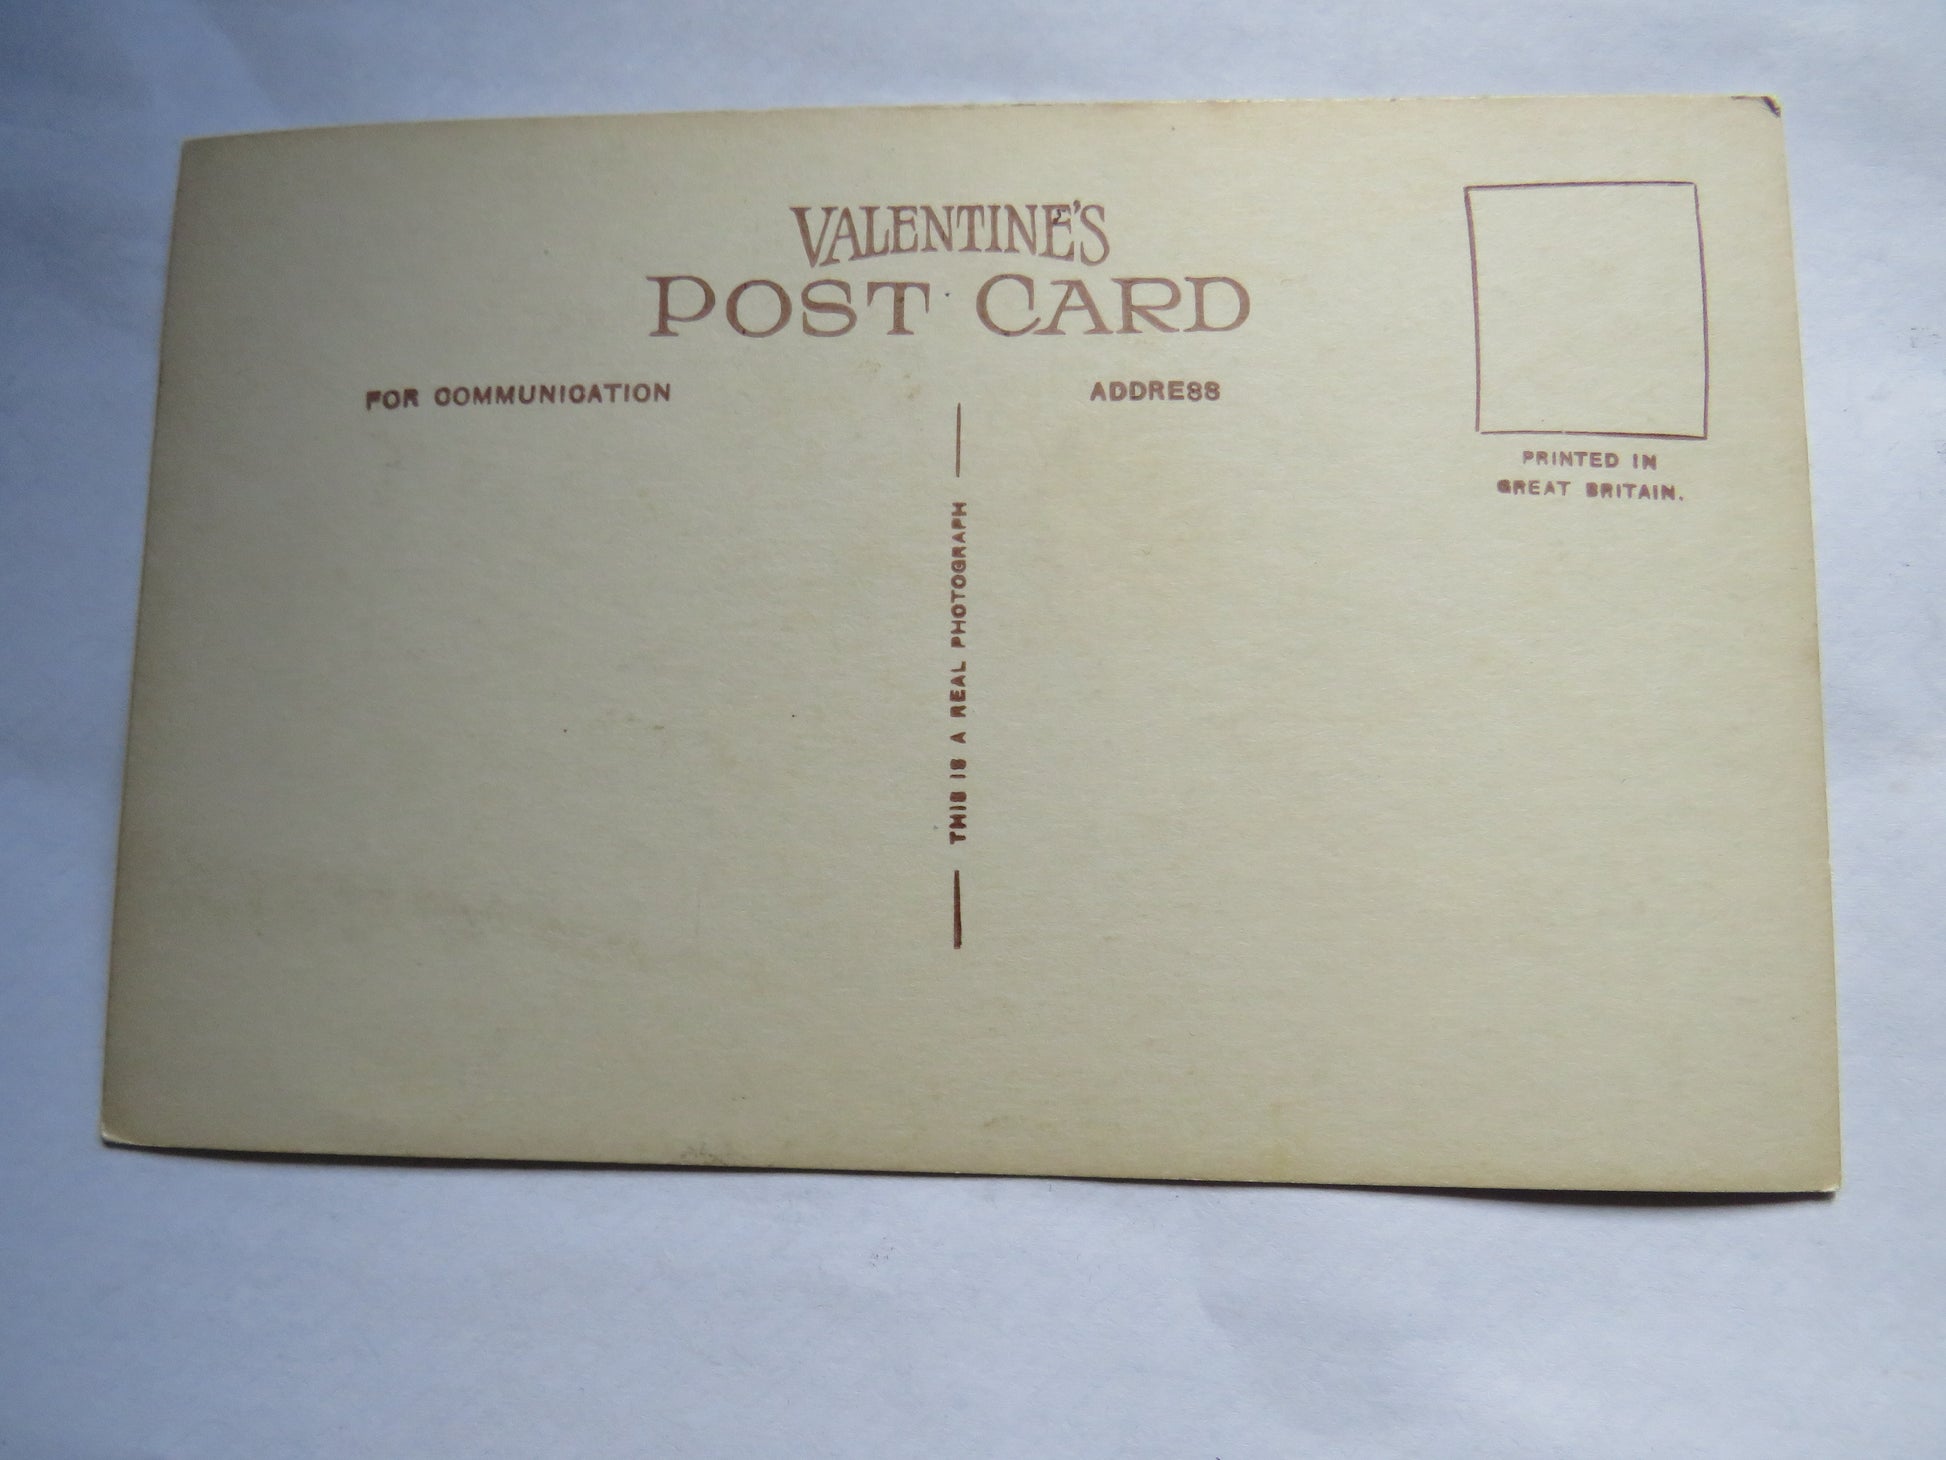 VALENTINE'S
POST CARD
FOR COMMUNICATION
ADDRESS
PRINTED IN
GREAT BRITAIN.
THIS IS A REAL PHOTOGRAPH